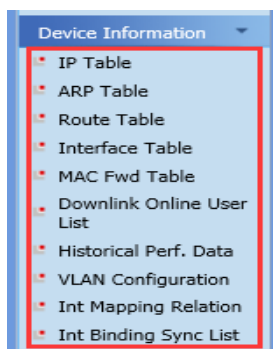 Device Information
IP Table
ARP Table
Route Table
Interface Table
MAC Fwd Table
Downlink Online User
List
Historical Perf. Data
VLAN Configuration
Int Mapping Relation
Int Binding Sync List